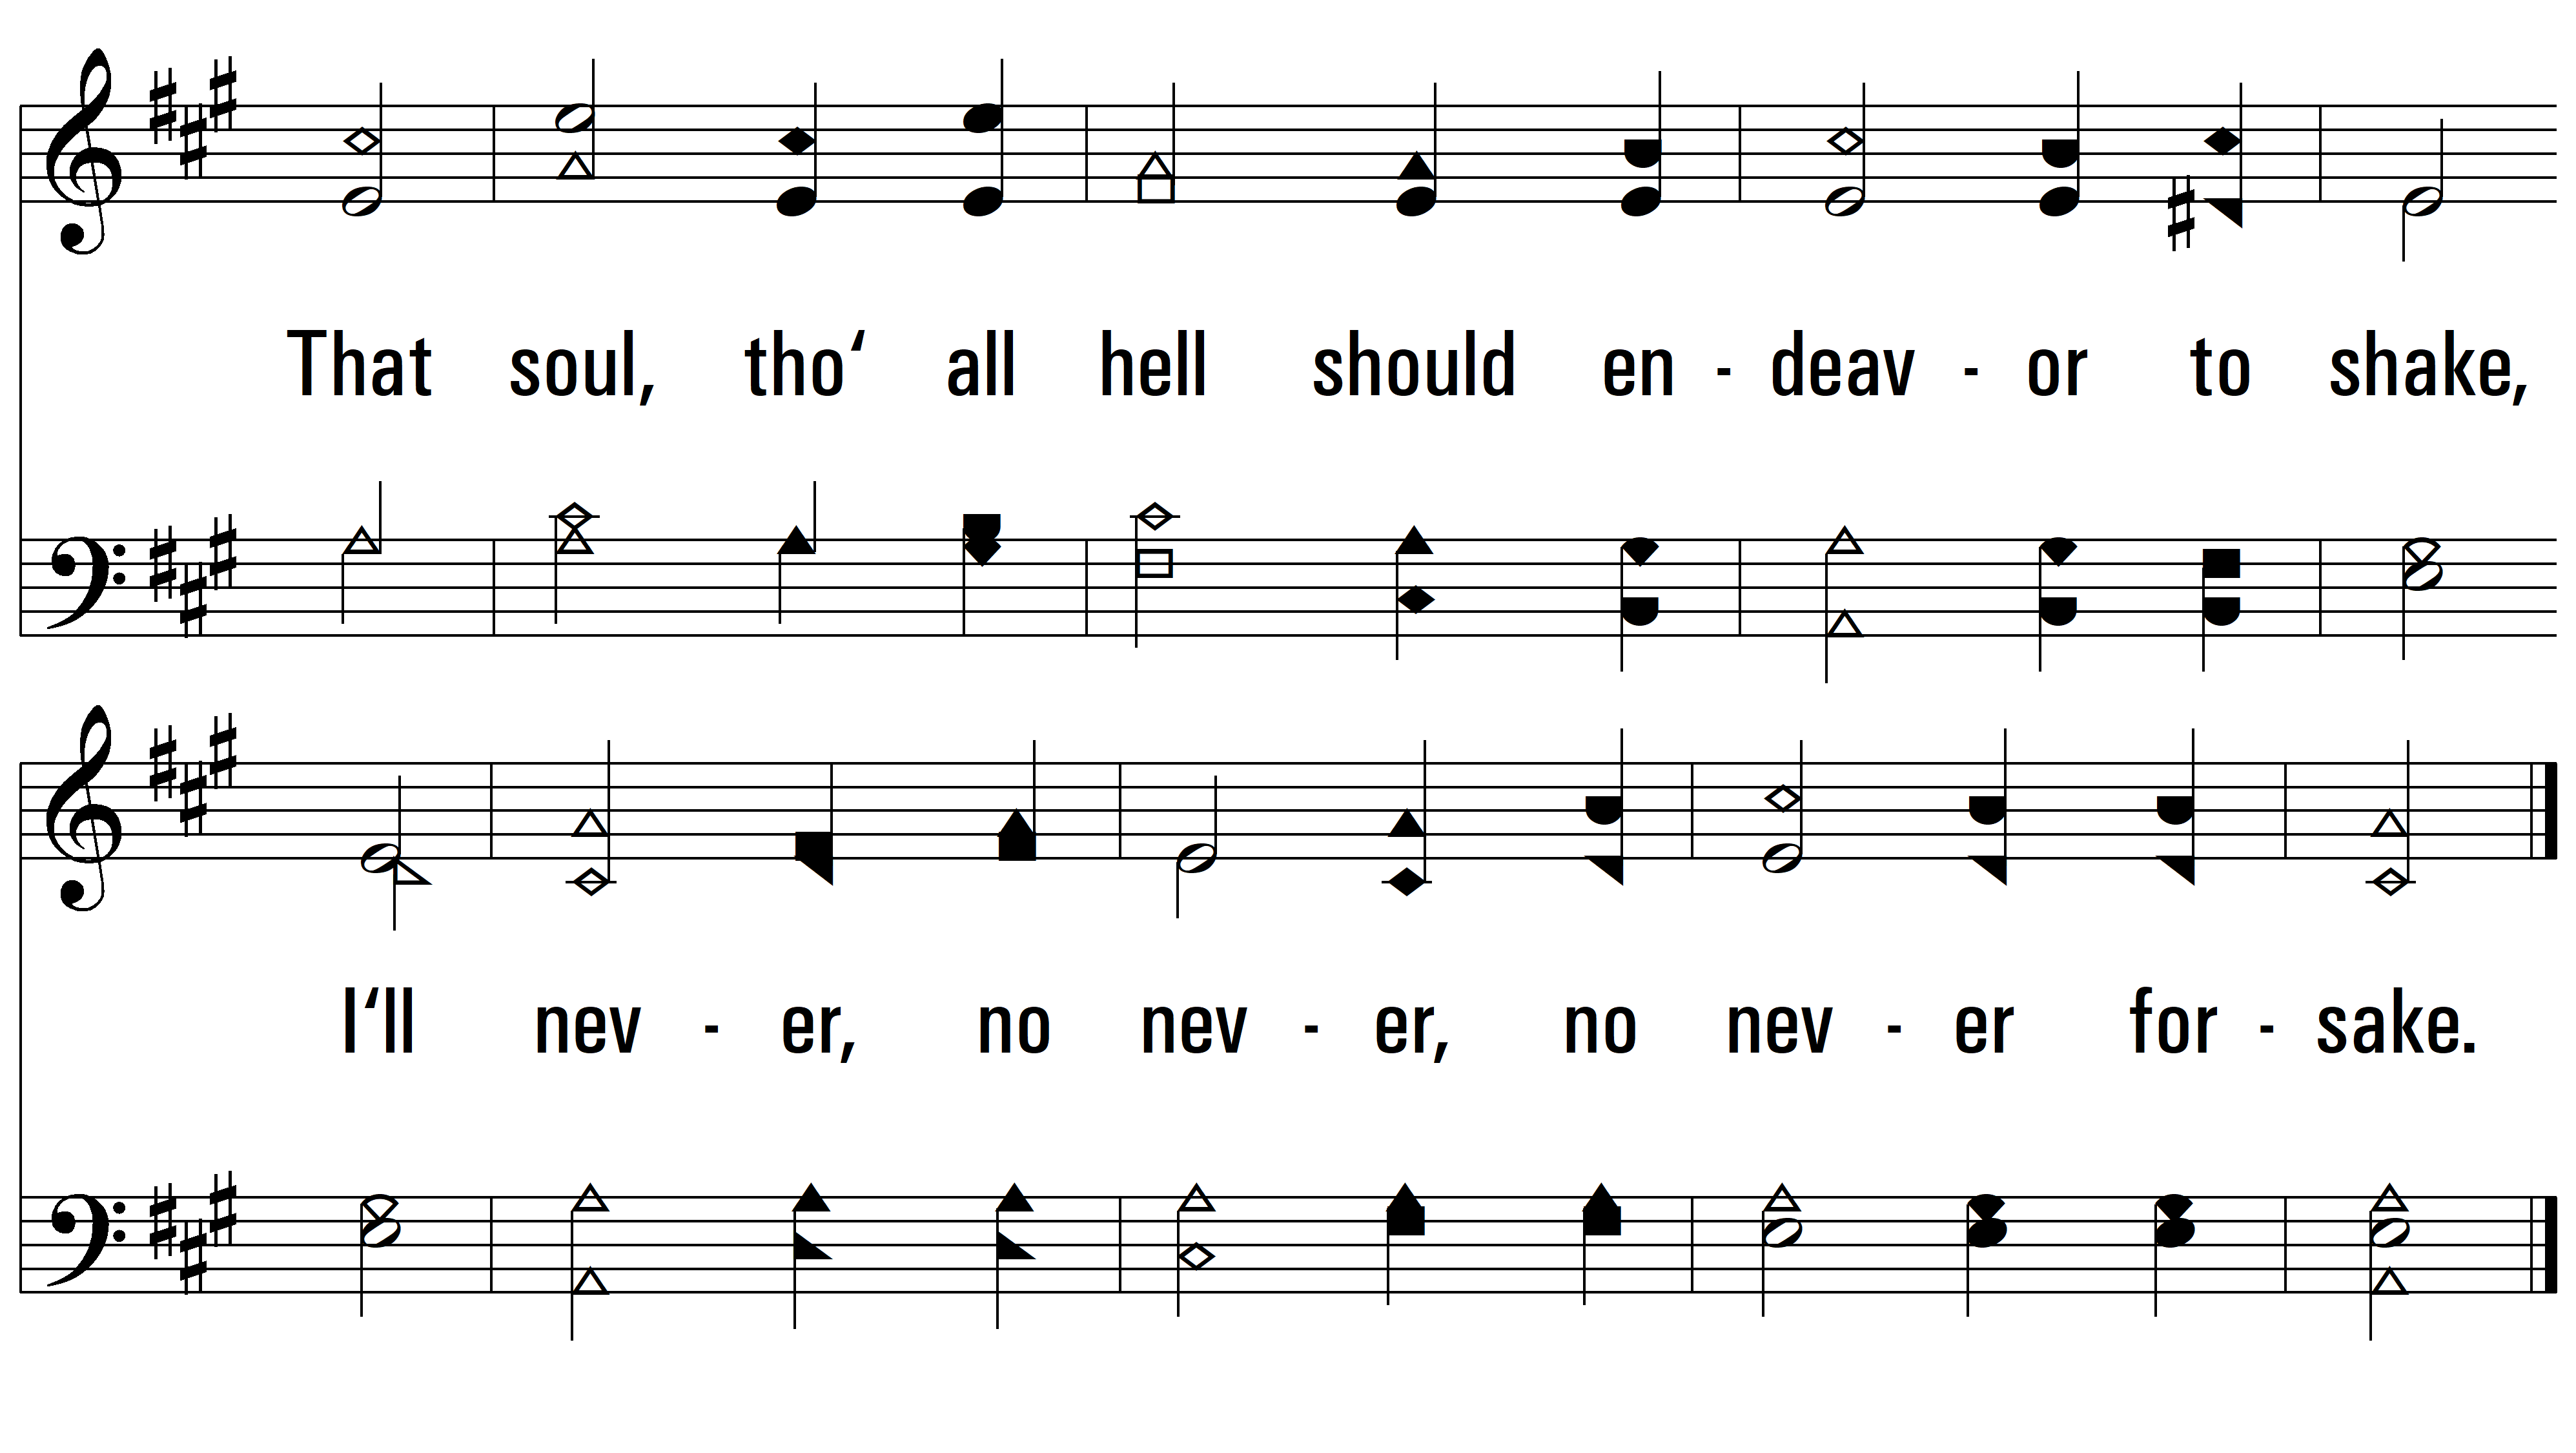 That soul, tho‘ all hell should en - deav - or to shake,
I‘ll nev - er, no nev - er, no nev - er for - sake.